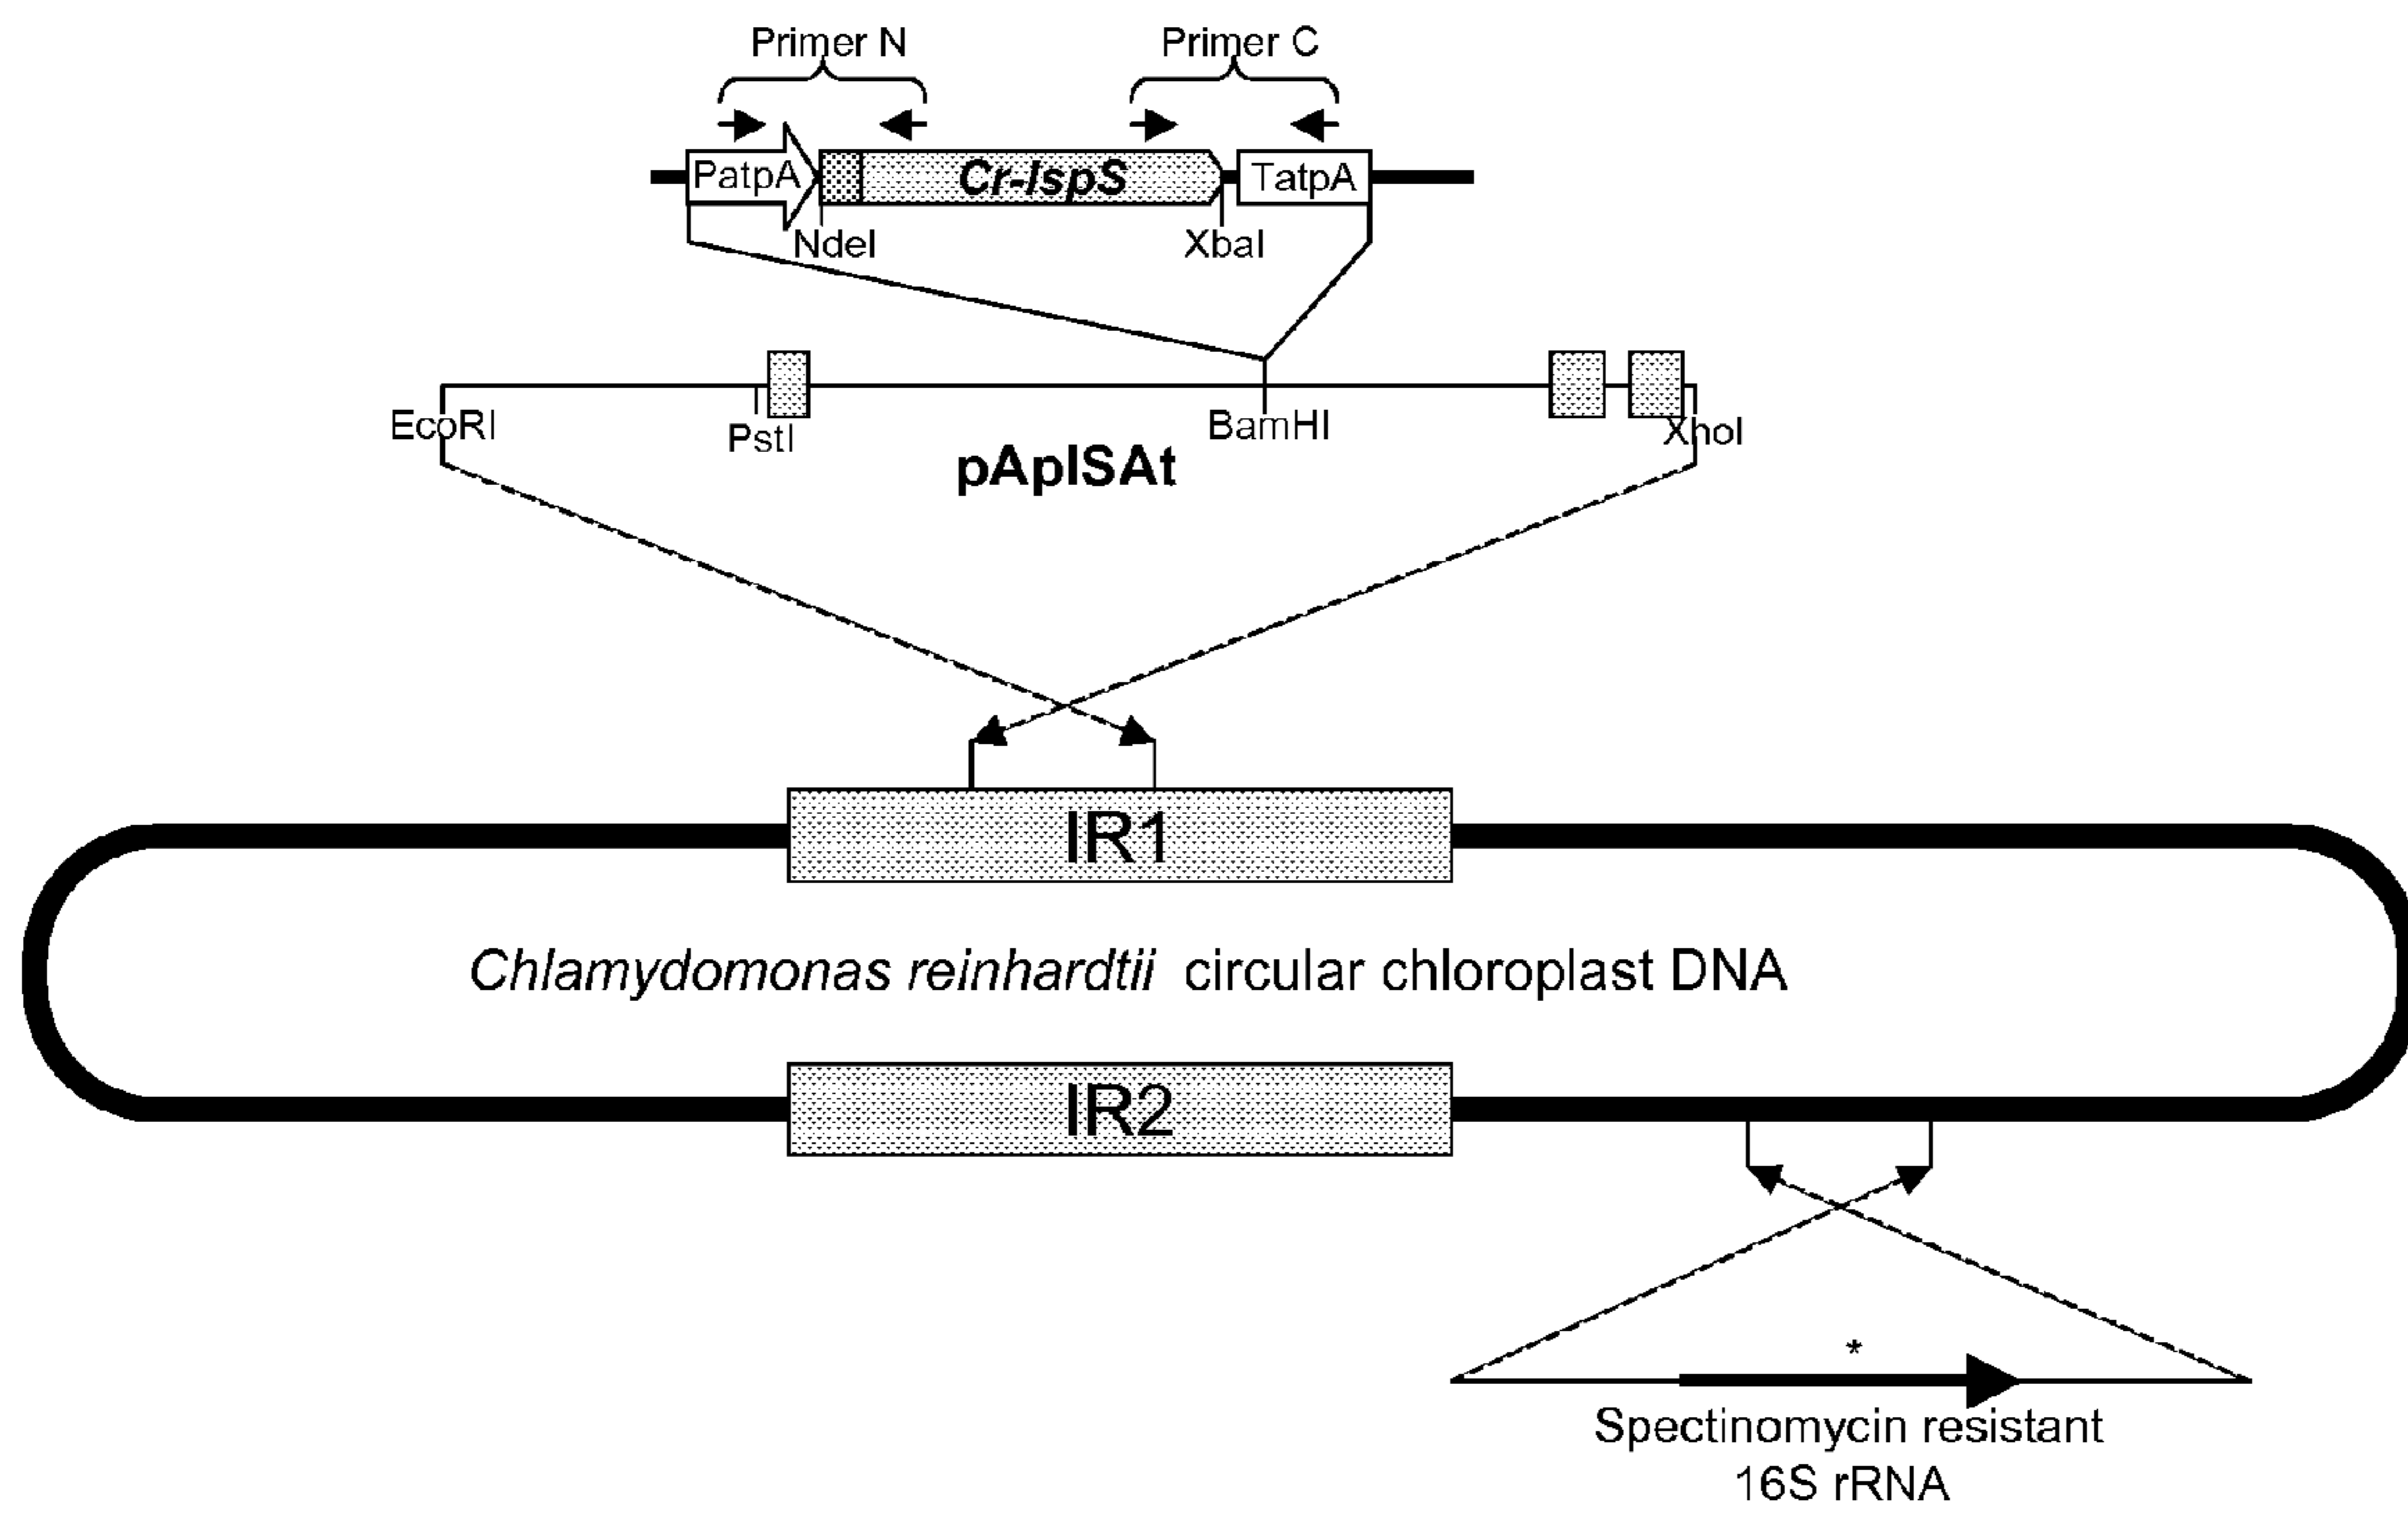 Primer N Primer C
PatpA Cr-IspS TatpA
NdeI XbaI
EcoRI PstI BamHI XhoI
pApISAt
IR1
Chlamydomonas reinhardtii circular chloroplast DNA
IR2
*
Spectinomycin resistant
16S rRNA